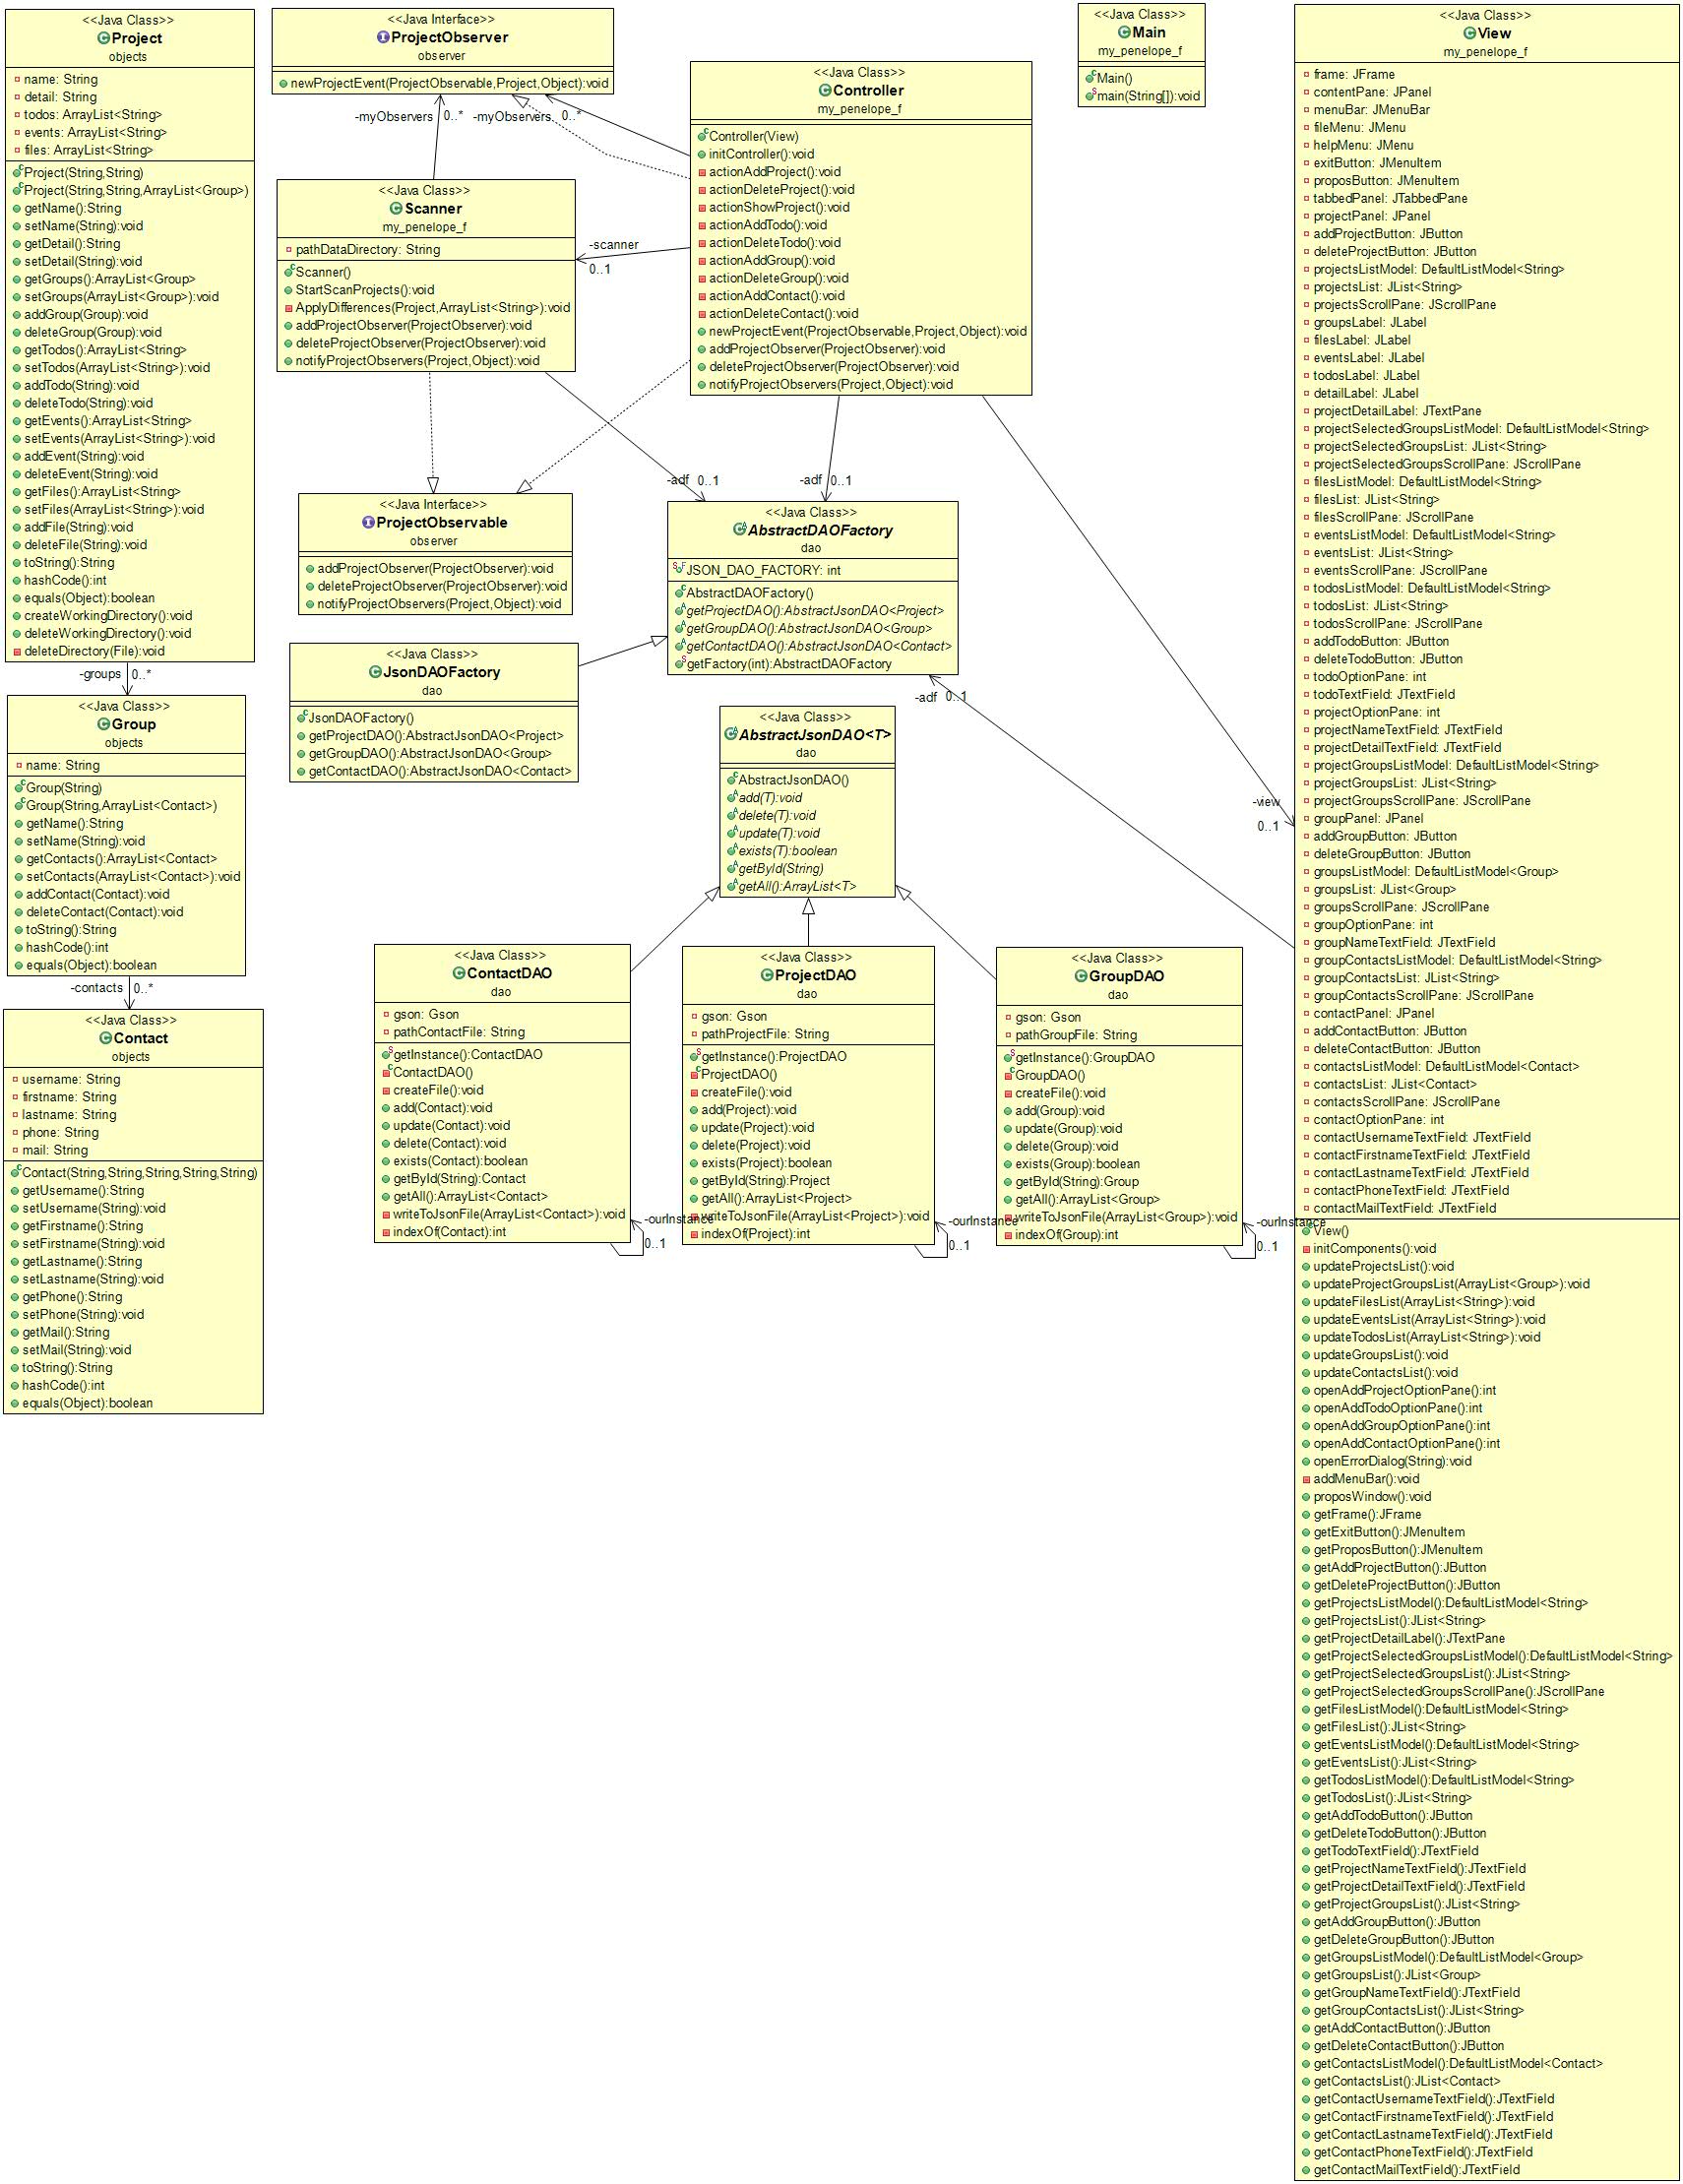 <<Java Class>>
Project
objects
name: String
detail: String
todos: ArrayList<String>
events: ArrayList<String>
files: ArrayList<String>
Project(String,String)
Project(String,String,ArrayList<Group>)
getName():String
setName(String):void
getDetail():String
setDetail(String):void
getGroups():ArrayList<Group>
setGroups(ArrayList<Group>):void
addGroup(Group):void
deleteGroup(Group):void
getTodos():ArrayList<String>
setTodos(ArrayList<String>):void
addTodo(String):void
deleteTodo(String):void
getEvents():ArrayList<String>
setEvents(ArrayList<String>):void
addEvent(String):void
deleteEvent(String):void
getFiles():ArrayList<String>
setFiles(ArrayList<String>):void
addFile(String):void
deleteFile(String):void
toString():String
hashCode():int
equals(Object):boolean
createWorkingDirectory():void
deleteWorkingDirectory():void
deleteDirectory(File):void
-groups 0..*
<<Java Class>>
Group
objects
name: String
Group(String)
Group(String,ArrayList<Contact>)
getName():String
setName(String):void
getContacts():ArrayList<Contact>
setContacts(ArrayList<Contact>):void
addContact(Contact):void
deleteContact(Contact):void
toString():String
hashCode():int
equals(Object):boolean
-contacts 0..*
<<Java Class>>
Contact
objects
username: String
firstname: String
lastname: String
phone: String
mail: String
Contact(String,String,String,String,String)
getUsername():String
setUsername(String):void
getFirstname():String
setFirstname(String):void
getLastname():String
setLastname(String):void
getPhone():String
setPhone(String):void
getMail():String
setMail(String):void
toString():String
hashCode():int
equals(Object):boolean
<<Java Interface>>
ProjectObserver
observer
newProjectEvent(ProjectObservable,Project,Object):void
-myObservers 0..*
-myObservers 0..*
<<Java Class>>
Scanner
my_penelope_f
pathDataDirectory: String
Scanner()
StartScanProjects():void
ApplyDifferences(Project,ArrayList<String>):void
addProjectObserver(ProjectObserver):void
deleteProjectObserver(ProjectObserver):void
notifyProjectObservers(Project,Object):void
-scanner
0..1
<<Java Class>>
Controller
my_penelope_f
Controller(View)
initController():void
actionAddProject():void
actionDeleteProject():void
actionShowProject():void
actionAddTodo():void
actionDeleteTodo():void
actionAddGroup():void
actionDeleteGroup():void
actionAddContact():void
actionDeleteContact():void
newProjectEvent(ProjectObservable,Project,Object):void
addProjectObserver(ProjectObserver):void
deleteProjectObserver(ProjectObserver):void
notifyProjectObservers(Project,Object):void
<<Java Class>>
Main
my_penelope_f
Main()
main(String[]):void
-adf 0..1
-adf 0..1
<<Java Interface>>
ProjectObservable
observer
addProjectObserver(ProjectObserver):void
deleteProjectObserver(ProjectObserver):void
notifyProjectObservers(Project,Object):void
<<Java Class>>
AbstractDAOFactory
dao
JSON_DAO_FACTORY: int
AbstractDAOFactory()
getProjectDAO():AbstractJsonDAO<Project>
getGroupDAO():AbstractJsonDAO<Group>
getContactDAO():AbstractJsonDAO<Contact>
getFactory(int):AbstractDAOFactory
-adf 0..1
<<Java Class>>
JsonDAOFactory
dao
JsonDAOFactory()
getProjectDAO():AbstractJsonDAO<Project>
getGroupDAO():AbstractJsonDAO<Group>
getContactDAO():AbstractJsonDAO<Contact>
<<Java Class>>
AbstractJsonDAO<T>
dao
AbstractJsonDAO()
add(T):void
delete(T):void
update(T):void
exists(T):boolean
getById(String)
getAll():ArrayList<T>
-view
0..1
<<Java Class>>
ContactDAO
dao
gson: Gson
pathContactFile: String
getInstance():ContactDAO
ContactDAO()
createFile():void
add(Contact):void
update(Contact):void
delete(Contact):void
exists(Contact):boolean
getById(String):Contact
getAll():ArrayList<Contact>
writeToJsonFile(ArrayList<Contact>):void
indexOf(Contact):int
-ourInstance
0..1
<<Java Class>>
ProjectDAO
dao
gson: Gson
pathProjectFile: String
getInstance():ProjectDAO
ProjectDAO()
createFile():void
add(Project):void
update(Project):void
delete(Project):void
exists(Project):boolean
getById(String):Project
getAll():ArrayList<Project>
writeToJsonFile(ArrayList<Project>):void
indexOf(Project):int
-ourInstance
0..1
<<Java Class>>
GroupDAO
dao
gson: Gson
pathGroupFile: String
getInstance():GroupDAO
GroupDAO()
createFile():void
add(Group):void
update(Group):void
delete(Group):void
exists(Group):boolean
getById(String):Group
getAll():ArrayList<Group>
writeToJsonFile(ArrayList<Group>):void
indexOf(Group):int
-ourInstance
0..1
<<Java Class>>
View
my_penelope_f
frame: JFrame
contentPane: JPanel
menuBar: JMenuBar
fileMenu: JMenu
helpMenu: JMenu
exitButton: JMenuItem
proposButton: JMenuItem
tabbedPanel: JTabbedPane
projectPanel: JPanel
addProjectButton: JButton
deleteProjectButton: JButton
projectsListModel: DefaultListModel<String>
projectsList: JList<String>
projectsScrollPane: JScrollPane
groupsLabel: JLabel
filesLabel: JLabel
eventsLabel: JLabel
todosLabel: JLabel
detailLabel: JLabel
projectDetailLabel: JTextPane
projectSelectedGroupsListModel: DefaultListModel<String>
projectSelectedGroupsList: JList<String>
projectSelectedGroupsScrollPane: JScrollPane
filesListModel: DefaultListModel<String>
filesList: JList<String>
filesScrollPane: JScrollPane
eventsListModel: DefaultListModel<String>
eventsList: JList<String>
eventsScrollPane: JScrollPane
todosListModel: DefaultListModel<String>
todosList: JList<String>
todosScrollPane: JScrollPane
addTodoButton: JButton
deleteTodoButton: JButton
todoOptionPane: int
todoTextField: JTextField
projectOptionPane: int
projectNameTextField: JTextField
projectDetailTextField: JTextField
projectGroupsListModel: DefaultListModel<String>
projectGroupsList: JList<String>
projectGroupsScrollPane: JScrollPane
groupPanel: JPanel
addGroupButton: JButton
deleteGroupButton: JButton
groupsListModel: DefaultListModel<Group>
groupsList: JList<Group>
groupsScrollPane: JScrollPane
groupOptionPane: int
groupNameTextField: JTextField
groupContactsListModel: DefaultListModel<String>
groupContactsList: JList<String>
groupContactsScrollPane: JScrollPane
contactPanel: JPanel
addContactButton: JButton
deleteContactButton: JButton
contactsListModel: DefaultListModel<Contact>
contactsList: JList<Contact>
contactsScrollPane: JScrollPane
contactOptionPane: int
contactUsernameTextField: JTextField
contactFirstnameTextField: JTextField
contactLastnameTextField: JTextField
contactPhoneTextField: JTextField
contactMailTextField: JTextField
View()
initComponents():void
updateProjectsList():void
updateProjectGroupsList(ArrayList<Group>):void
updateFilesList(ArrayList<String>):void
updateEventsList(ArrayList<String>):void
updateTodosList(ArrayList<String>):void
updateGroupsList():void
updateContactsList():void
openAddProjectOptionPane():int
openAddTodoOptionPane():int
openAddGroupOptionPane():int
openAddContactOptionPane():int
openErrorDialog(String):void
addMenuBar():void
proposWindow():void
getFrame():JFrame
getExitButton():JMenuItem
getProposButton():JMenuItem
getAddProjectButton():JButton
getDeleteProjectButton():JButton
getProjectsListModel():DefaultListModel<String>
getProjectsList():JList<String>
getProjectDetailLabel():JTextPane
getProjectSelectedGroupsListModel():DefaultListModel<String>
getProjectSelectedGroupsList():JList<String>
getProjectSelectedGroupsScrollPane():JScrollPane
getFilesListModel():DefaultListModel<String>
getFilesList():JList<String>
getEventsListModel():DefaultListModel<String>
getEventsList():JList<String>
getTodosListModel():DefaultListModel<String>
getTodosList():JList<String>
getAddTodoButton():JButton
getDeleteTodoButton():JButton
getTodoTextField():JTextField
getProjectNameTextField():JTextField
getProjectDetailTextField():JTextField
getProjectGroupsList():JList<String>
getAddGroupButton():JButton
getDeleteGroupButton():JButton
getGroupsListModel():DefaultListModel<Group>
getGroupsList():JList<Group>
getGroupNameTextField():JTextField
getGroupContactsList():JList<String>
getAddContactButton():JButton
getDeleteContactButton():JButton
getContactsListModel():DefaultListModel<Contact>
getContactsList():JList<Contact>
getContactUsernameTextField():JTextField
getContactFirstnameTextField():JTextField
getContactLastnameTextField():JTextField
getContactPhoneTextField():JTextField
getContactMailTextField():JTextField